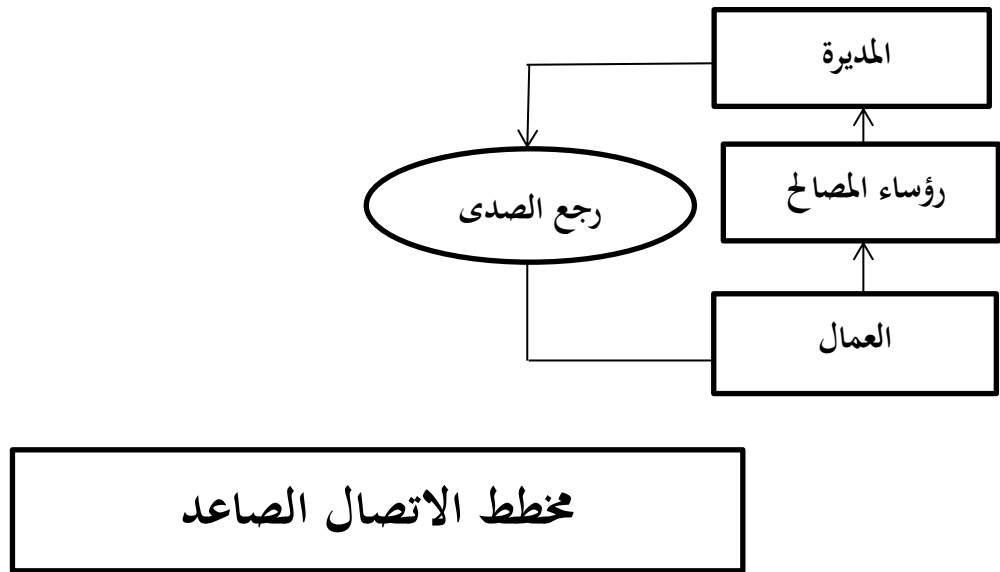 المديرة
رؤساء المصالح
رجع الصدى
العمال
مخطط الاتصال الصاعد